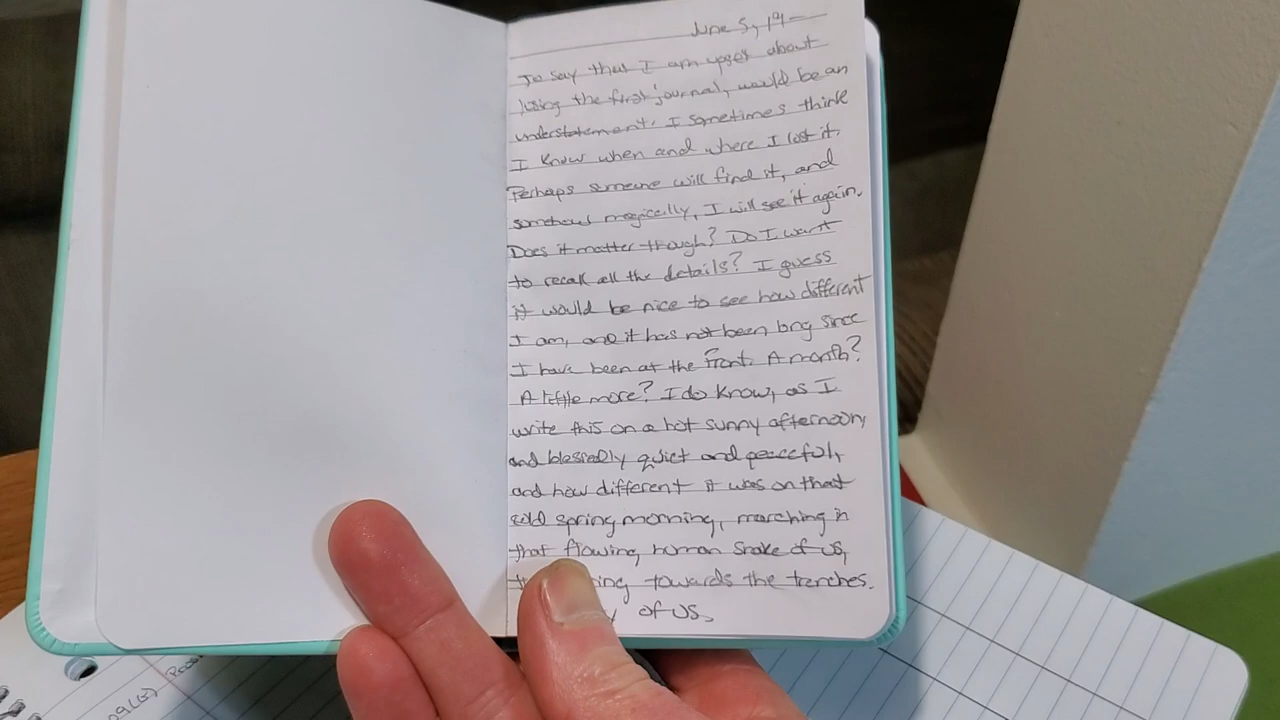 June 5, 19—
To say that I am upset about
losing the first journal, would be an
understatement. I sometimes think
I know when and where I lost it.
Perhaps someone will find it, and
somehow magically, I will see it again.
Does it matter though? Do I want
to recall all the details? I guess
it would be nice to see how different
I am, and it has not been long since
I have been at the front. A month?
A little more? I do know, as I
write this on a hot sunny afternoon,
and blessedly quiet and peaceful,
and how different it was on that
cold spring morning, marching in
that flowing, human snake of us,
towards the trenches.
of us,